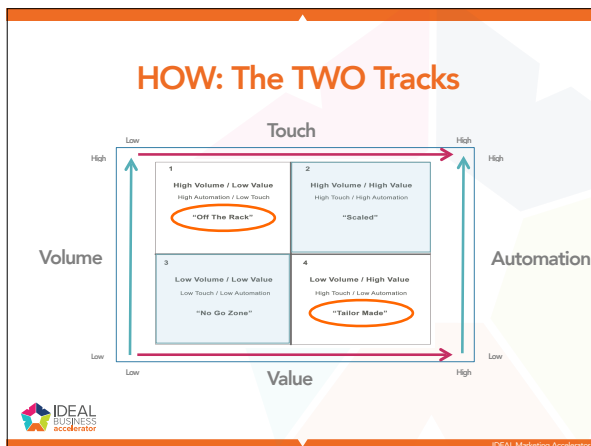 HOW: The TWO Tracks
Touch
Low
High
High
High
1
High Volume / Low Value
High Automation / Low Touch
"Off The Rack"
2
High Volume / High Value
High Touch / High Automation
"Scaled"
Volume
Automation
3
Low Volume / Low Value
Low Touch / Low Automation
"No Go Zone"
4
Low Volume / High Value
High Touch / Low Automation
"Tailor Made"
Low
Low
Low
High
Value
IDEAL
BUSINESS
accelerator
IDEAL Marketing Accelerator